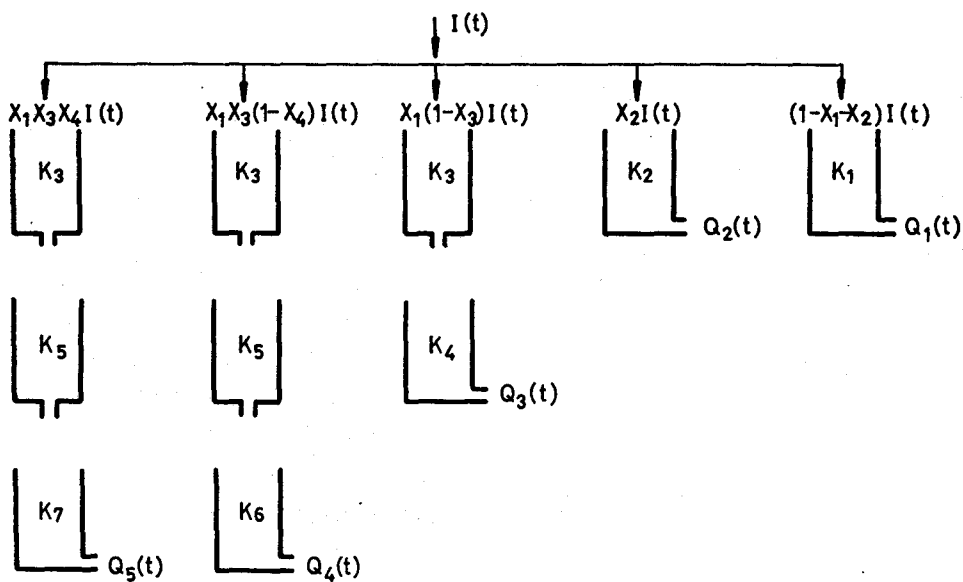 I(t)
X₁X₃X₄I(t) X₁X₃(1-X₄)I(t) X₁(1-X₃)I(t) X₂I(t) (1-X₁-X₂)I(t)
K₃ K₃ K₃ K₂ K₁
Q₂(t) Q₁(t)
K₅ K₅ K₄
Q₃(t)
K₇ K₆
Q₅(t) Q₄(t)